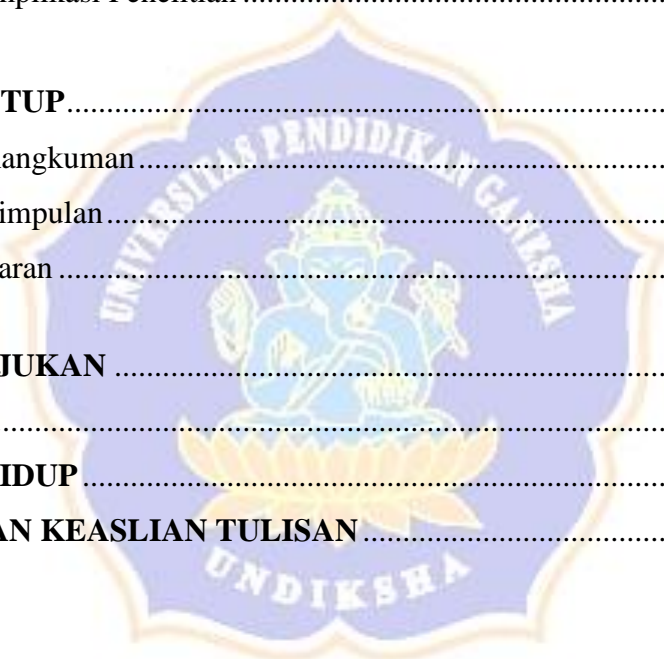 mplikasi Penelitian ................................................................
TUP................................................................
angkuman................................................................
impulan................................................................
aran ................................................................
JUKAN ................................................................
................................................................
IDUP................................................................
AN KEASLIAN TULISAN................................................................
UNIVERSITAS PENDIDIKAN GANESHA
UNDIKSHA